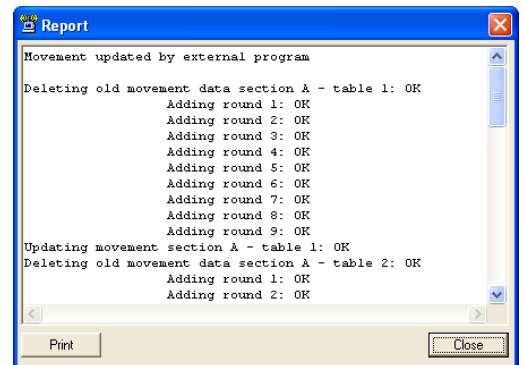 Report
Movement updated by external program
Deleting old movement data section A - table 1: OK
Adding round 1: OK
Adding round 2: OK
Adding round 3: OK
Adding round 4: OK
Adding round 5: OK
Adding round 6: OK
Adding round 7: OK
Adding round 8: OK
Adding round 9: OK
Updating movement section A - table 1: OK
Deleting old movement data section A - table 2: OK
Adding round 1: OK
Adding round 2: OK
Print
Close